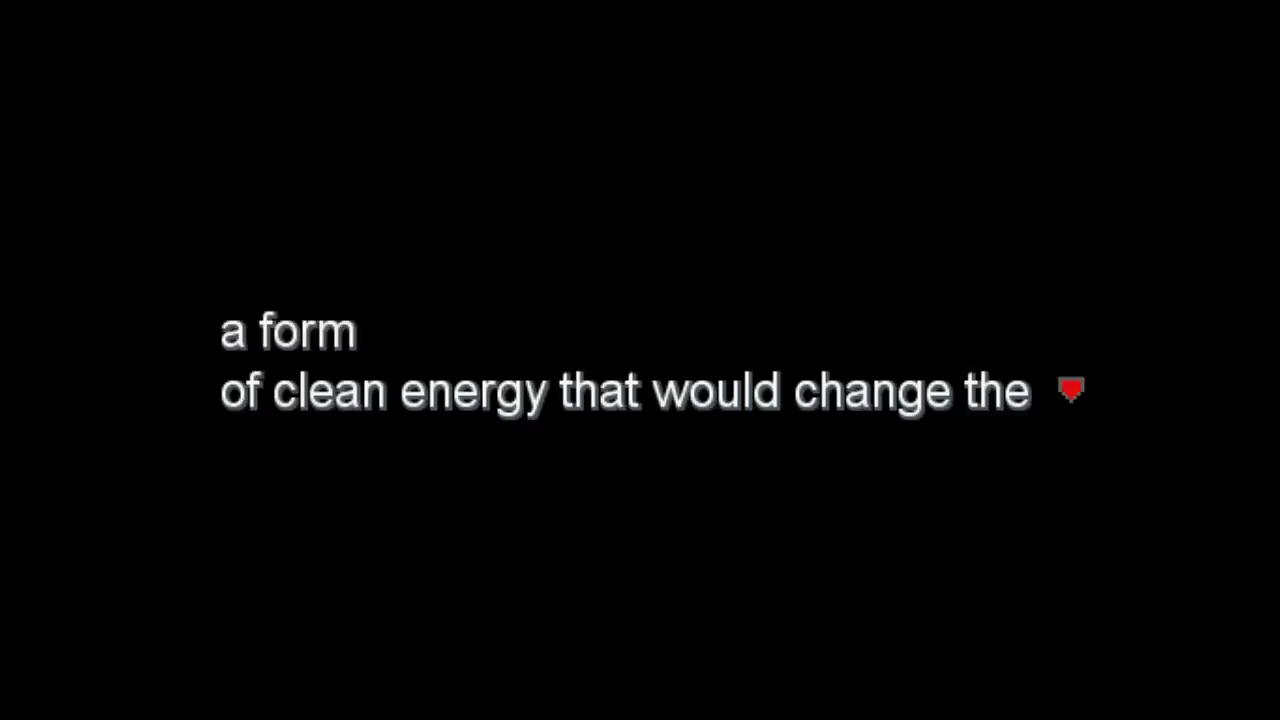 a form
of clean energy that would change the